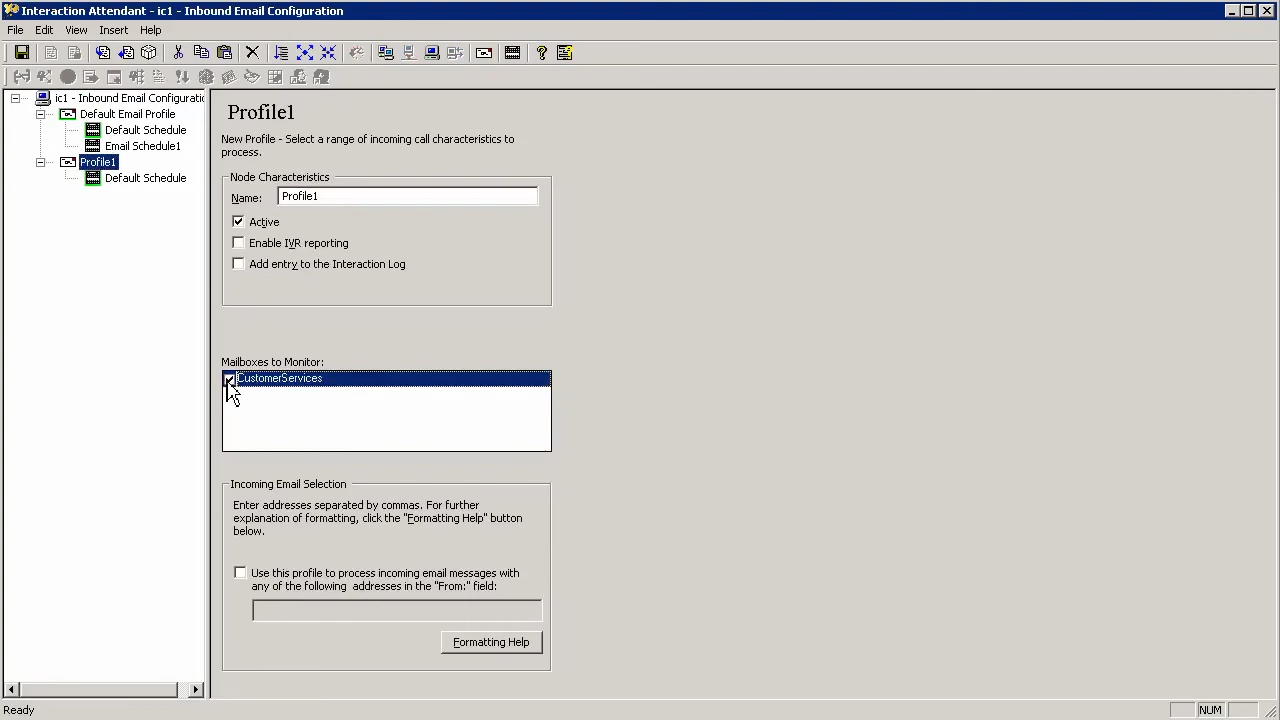 Interaction Attendant - ic1 - Inbound Email Configuration
File Edit View Insert Help
ic1 - Inbound Email Configuratio
Default Email Profile
Default Schedule
Email Schedule1
Profile1
Default Schedule
Profile1
New Profile - Select a range of incoming call characteristics to
process.
Node Characteristics
Name: Profile1
Active
Enable IVR reporting
Add entry to the Interaction Log
Mailboxes to Monitor:
CustomerServices
Incoming Email Selection
Enter addresses separated by commas. For further
explanation of formatting, click the "Formatting Help" button
below.
Use this profile to process incoming email messages with
any of the following addresses in the "From:" field:
Formatting Help
Ready
NUM